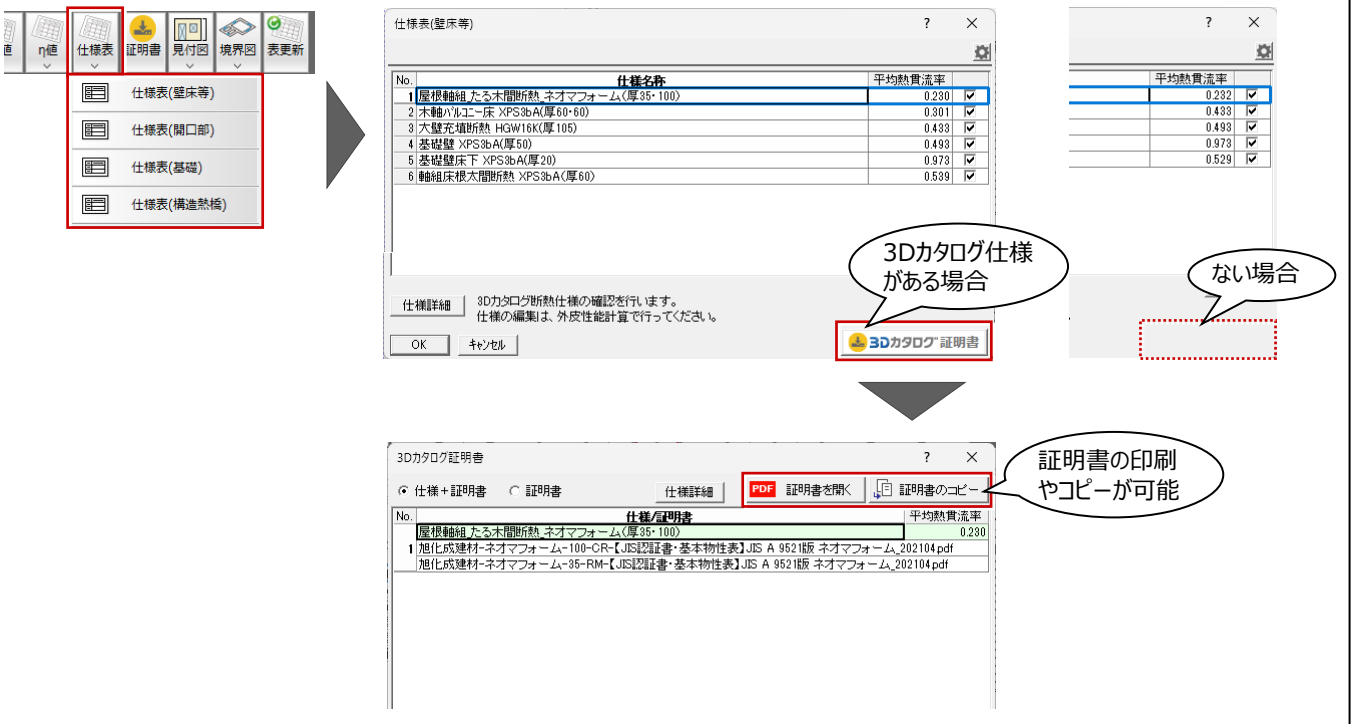 直
η値
仕様表
証明書
見付図
境界図
表更新
仕様表(壁床等)
仕様表(開口部)
仕様表(基礎)
仕様表(構造熱橋)
仕様表(壁床等)
?
×
No.
仕様名称
平均熱貫流率
1 屋根軸組_たる木間断熱_ネオマフォーム(厚35・100) 0.230
2 木軸バルコニー床 XPS3bA(厚60・60) 0.301
3 大壁充填断熱 HGW16K(厚105) 0.433
4 基礎壁 XPS3bA(厚50) 0.493
5 基礎壁床下 XPS3bA(厚20) 0.973
6 軸組床根太間断熱 XPS3bA(厚60) 0.539
3Dカタログ仕様
がある場合
仕様詳細
3Dカタログ断熱仕様の確認を行います。
仕様の編集は、外皮性能計算で行ってください。
OK
キャンセル
3Dカタログ証明書
?
×
平均熱貫流率
0.232
0.433
0.493
0.973
0.529
ない場合
3Dカタログ証明書
?
×
仕様+証明書
証明書
仕様詳細
PDF 証明書を開く
証明書のコピー
証明書の印刷
やコピーが可能
No.
仕様/証明書
平均熱貫流率
屋根軸組_たる木間断熱_ネオマフォーム(厚35・100) 0.230
1 旭化成建材-ネオマフォーム-100-CR-【JIS認証書・基本物性表】JIS A 9521版 ネオマフォーム_202104.pdf
旭化成建材-ネオマフォーム-35-RM-【JIS認証書・基本物性表】JIS A 9521版 ネオマフォーム_202104.pdf